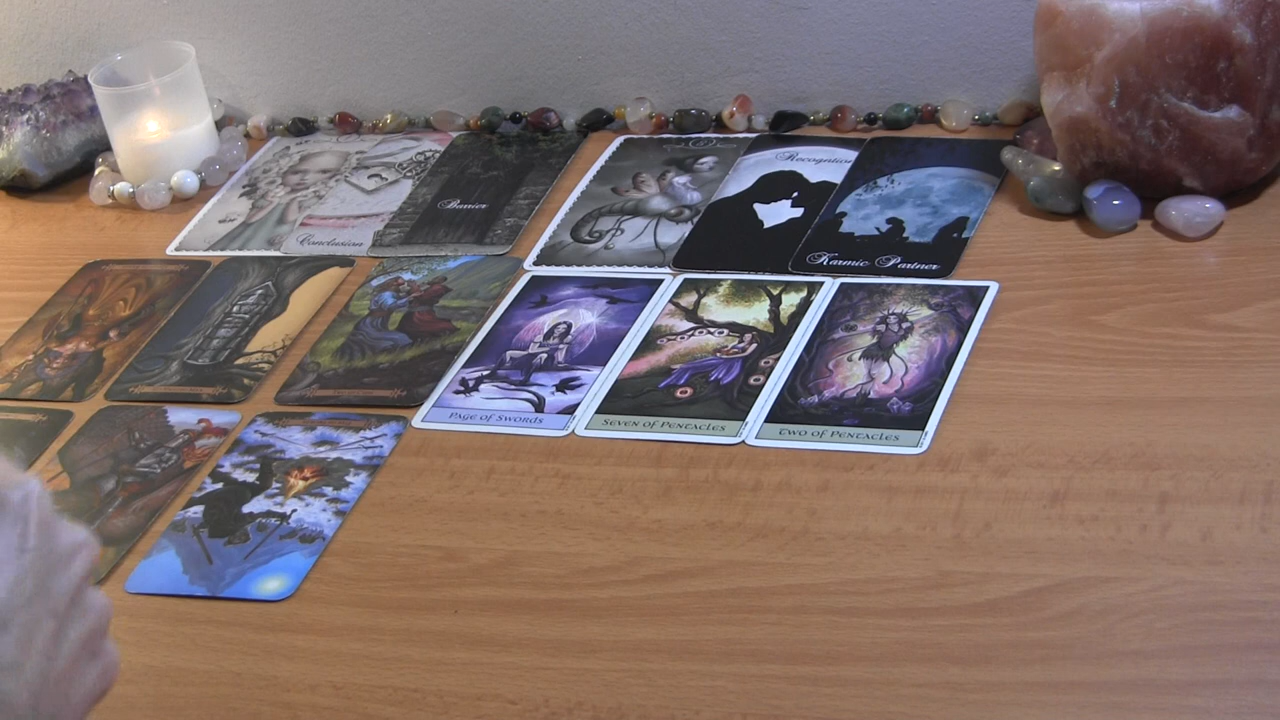 Conclusion
Barrier
Recognition
Karmic Partner
Page of Swords
Seven of Pentacles
Two of Pentacles